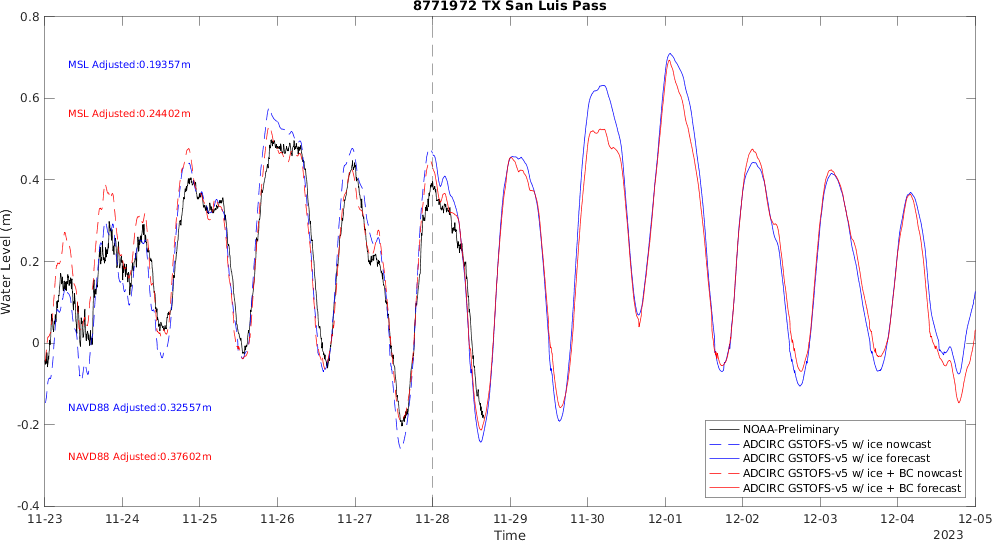 8771972 TX San Luis Pass
0.8
0.6
0.4
0.2
0
-0.2
-0.4
Water Level (m)
MSL Adjusted:0.19357m
MSL Adjusted:0.24402m
NAVD88 Adjusted:0.32557m
NAVD88 Adjusted:0.37602m
NOAA-Preliminary
ADCIRC GSTOFS-v5 w/ ice nowcast
ADCIRC GSTOFS-v5 w/ ice forecast
ADCIRC GSTOFS-v5 w/ ice + BC nowcast
ADCIRC GSTOFS-v5 w/ ice + BC forecast
11-23 11-24 11-25 11-26 11-27 11-28 11-29 11-30 12-01 12-02 12-03 12-04 12-05
Time
2023